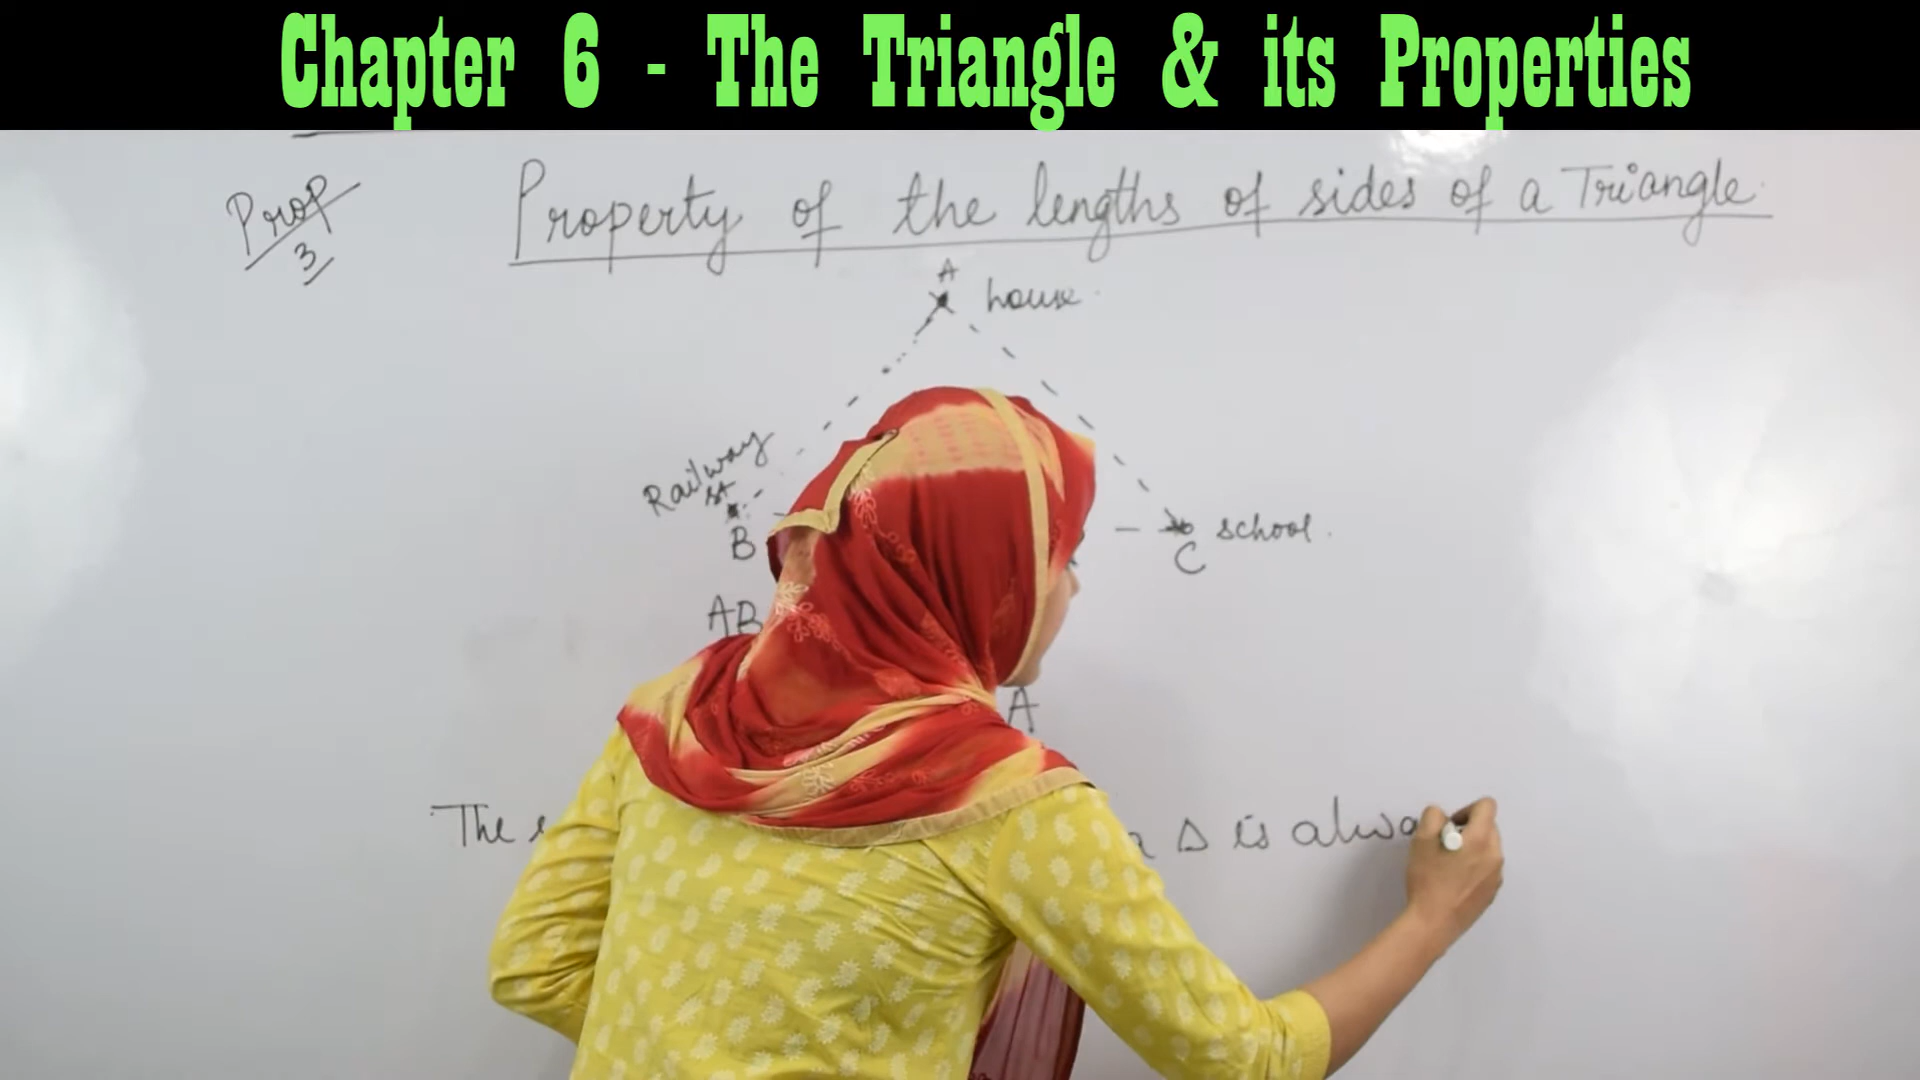 Chapter 6 - The Triangle & its Properties
Prop
3
Property of the lengths of sides of a Triangle
A
house
Railway
st
B
C
school
AB
A
The s
a Δ is alwa